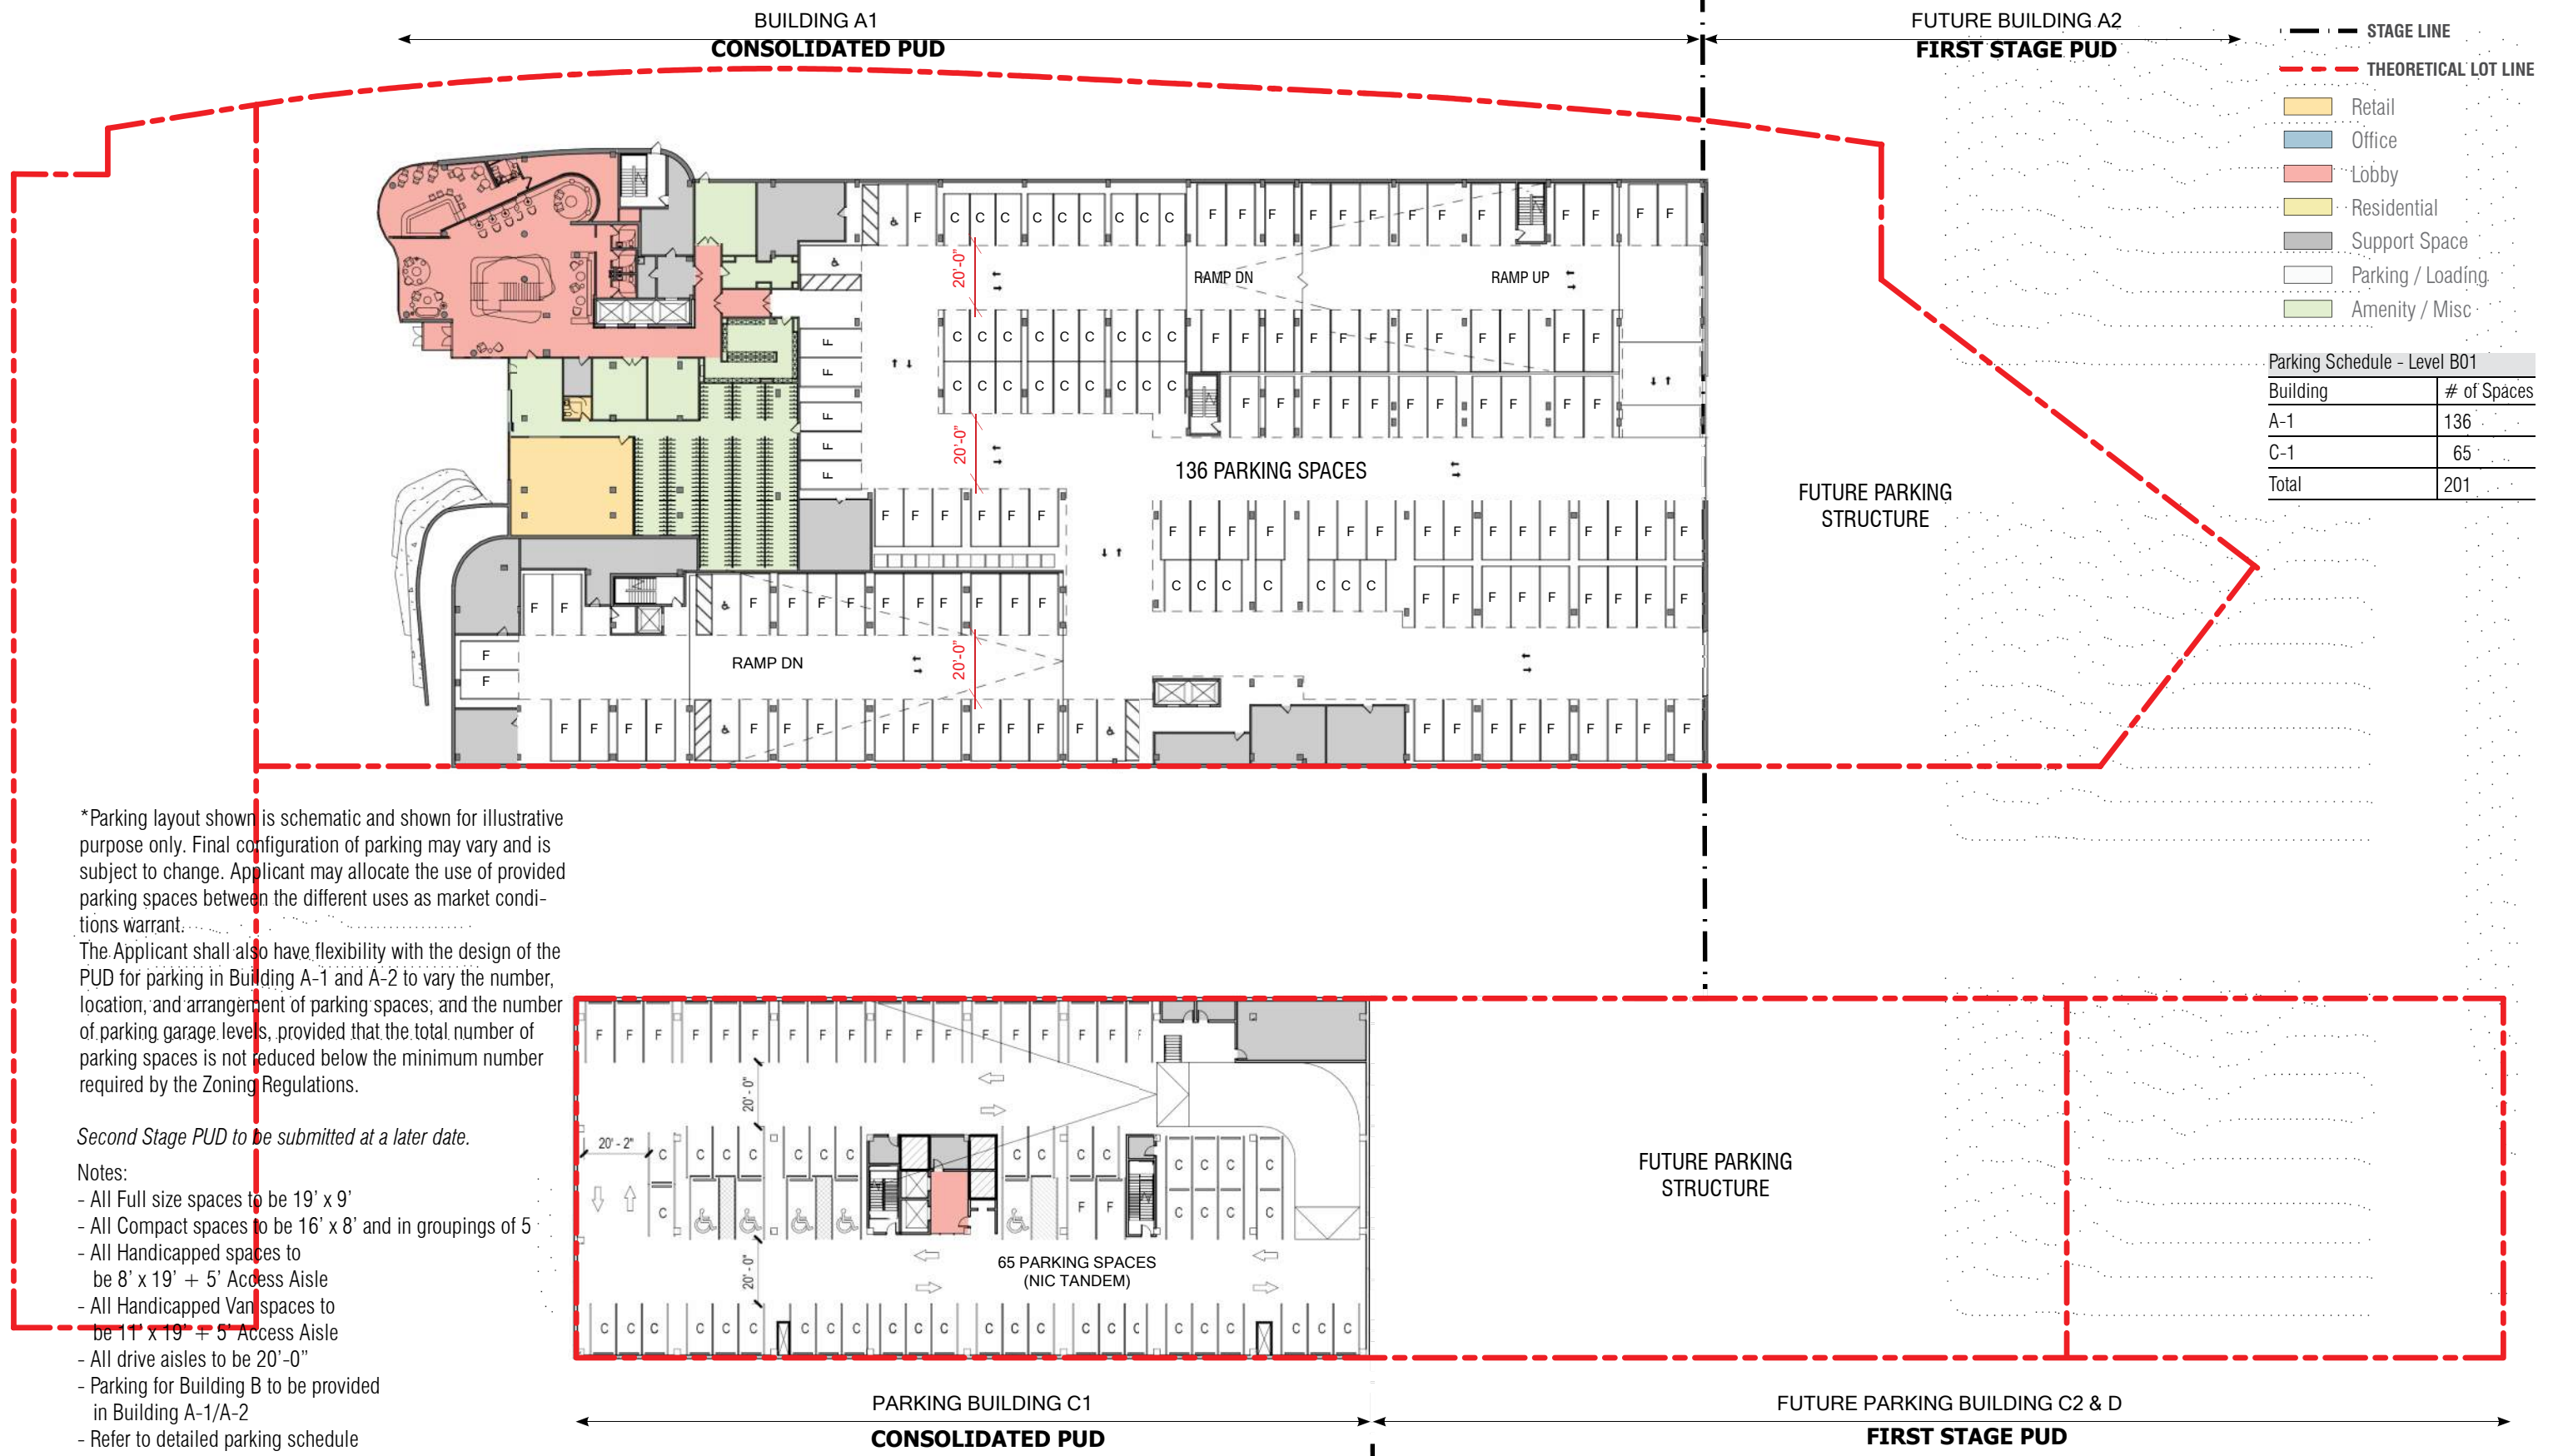 BUILDING A1
CONSOLIDATED PUD
FUTURE BUILDING A2
FIRST STAGE PUD
STAGE LINE
THEORETICAL LOT LINE
Retail
Office
Lobby
Residential
Support Space
Parking / Loading
Amenity / Misc
Parking Schedule - Level B01
Building # of Spaces
A-1 136
C-1 65
Total 201
F C C C C C C C C C F F F F F F F F F F F F F
20'-0"
RAMP DN
RAMP UP
C C C C C C C C C F F F F F F F F F F F F
F
F
C C C C C C C C C
F F F F F F F F F F F F
F
F
F
20'-0"
136 PARKING SPACES
FUTURE PARKING
STRUCTURE
F F F F F F
F F F F F F F F F F F F F F F F
C C C C C C C
F F F F F F F F F
F F F F F F F F F F F F
F
F
RAMP DN
20'-0"
F F F F F F F F F F F F F F
F F F F F F F F F
*Parking layout shown is schematic and shown for illustrative
purpose only. Final configuration of parking may vary and is
subject to change. Applicant may allocate the use of provided
parking spaces between the different uses as market condi-
tions warrant.
The Applicant shall also have flexibility with the design of the
PUD for parking in Building A-1 and A-2 to vary the number,
location, and arrangement of parking spaces, and the number
of parking garage levels, provided that the total number of
parking spaces is not reduced below the minimum number
required by the Zoning Regulations.
Second Stage PUD to be submitted at a later date.
Notes:
- All Full size spaces to be 19' x 9'
- All Compact spaces to be 16' x 8' and in groupings of 5
- All Handicapped spaces to
be 8' x 19' + 5' Access Aisle
- All Handicapped Van spaces to
be 11' x 19' + 5' Access Aisle
- All drive aisles to be 20'-0"
- Parking for Building B to be provided
in Building A-1/A-2
- Refer to detailed parking schedule
F F F F F F F F F F F F F F F F F F
20' - 0"
20' - 2"
C C C C C C C C C C C C C C C
C F F C C C C
20' - 0"
65 PARKING SPACES
(NIC TANDEM)
C C C C C C C C C C C C C C C C C C C C C C C C
FUTURE PARKING
STRUCTURE
PARKING BUILDING C1
CONSOLIDATED PUD
FUTURE PARKING BUILDING C2 & D
FIRST STAGE PUD